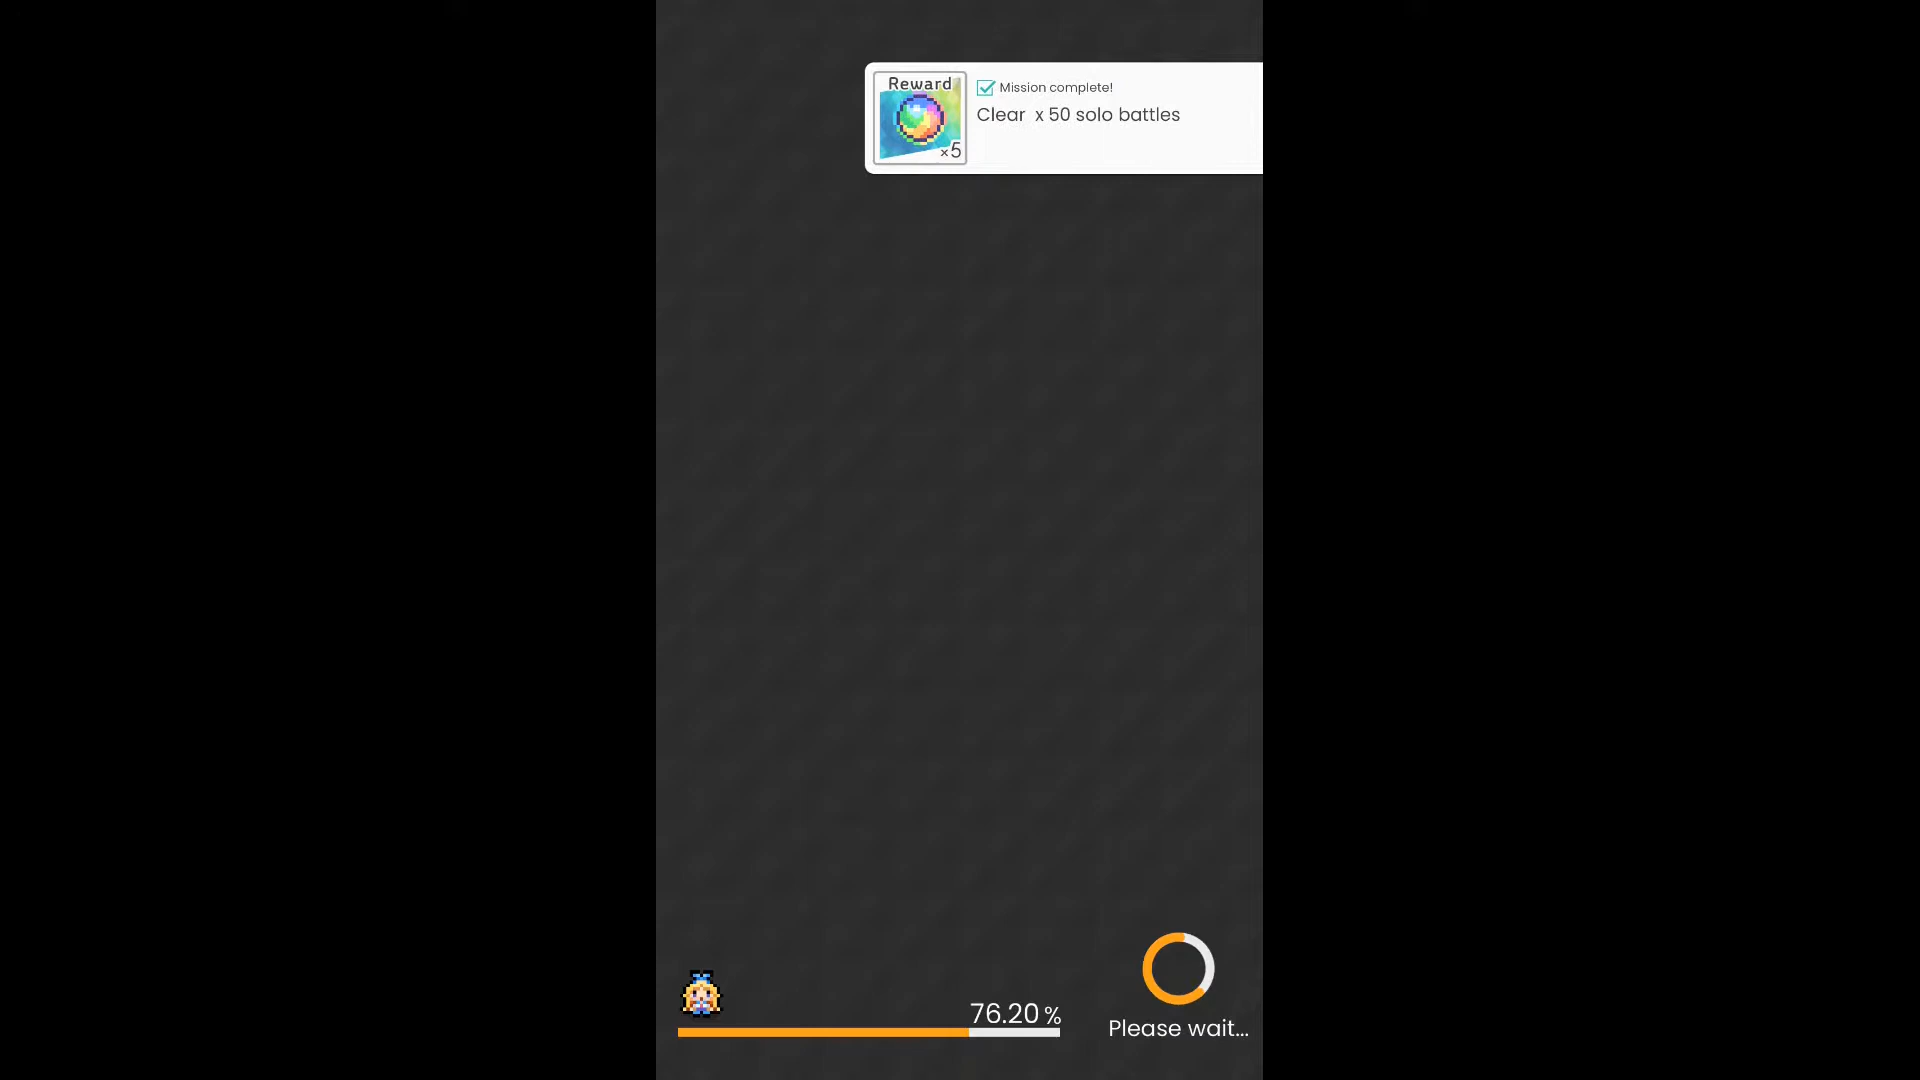 Reward
×5
Mission complete!
Clear x 50 solo battles
76.20 %
Please wait...